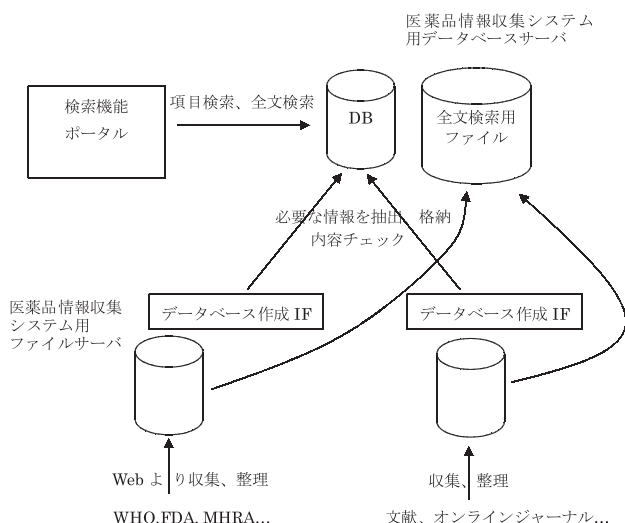 医薬品情報収集システム
用データベースサーバ
検索機能
ポータル
項目検索、全文検索
DB
全文検索用
ファイル
必要な情報を抽出、格納
内容チェック
医薬品情報収集
システム用
ファイルサーバ
データベース作成 IF
データベース作成 IF
Web より収集、整理
収集、整理
WHO,FDA, MHRA...
文献、オンラインジャーナル...